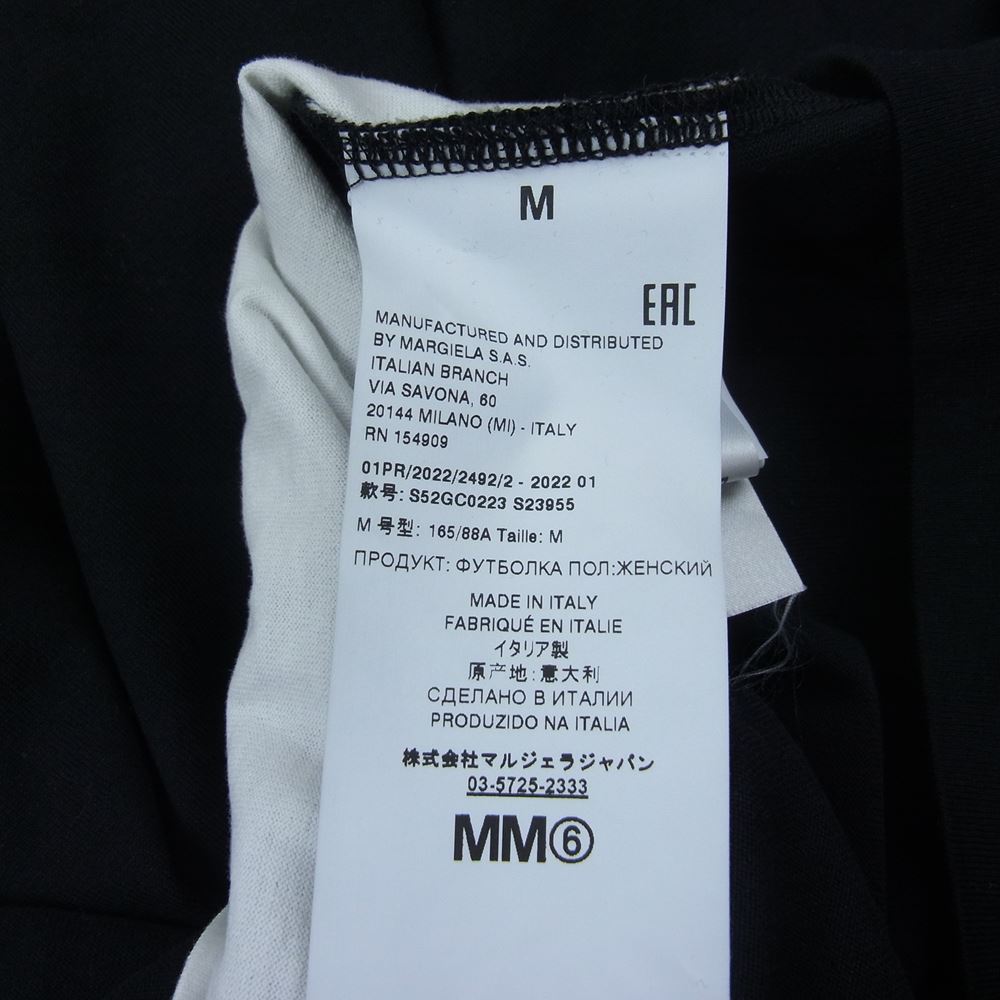 M
EAC
MANUFACTURED AND DISTRIBUTED
BY MARGIELA S.A.S.
ITALIAN BRANCH
VIA SAVONA, 60
20144 MILANO (MI) - ITALY
RN 154909
01PR/2022/2492/2 - 2022 01
款号: S52GC0223 S23955
M 号型: 165/88A Taille: M
ПРОДУКТ: ФУТБОЛКА ПОЛ:ЖЕНСКИЙ
MADE IN ITALY
FABRIQUÉ EN ITALIE
イタリア製
原产地:意大利
СДЕЛАНО В ИТАЛИИ
PRODUZIDO NA ITALIA
株式会社マルジェラジャパン
03-5725-2333
MM⑥